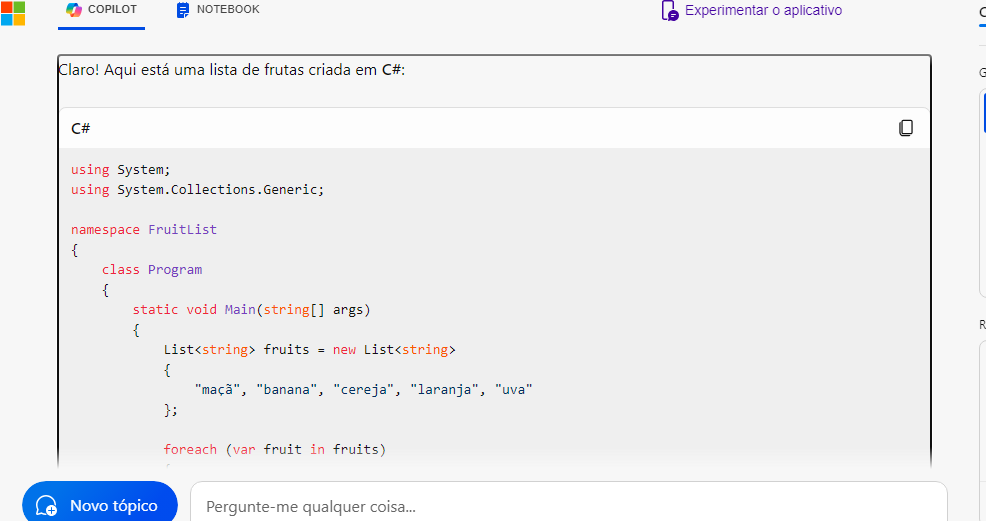 COPILOT
NOTEBOOK
Experimentar o aplicativo
Claro! Aqui está uma lista de frutas criada em C#:
C#
using System;
using System.Collections.Generic;
namespace FruitList
{
class Program
{
static void Main(string[] args)
{
List<string> fruits = new List<string>
{
"maçã", "banana", "cereja", "laranja", "uva"
};
foreach (var fruit in fruits)
Novo tópico
Pergunte-me qualquer coisa...